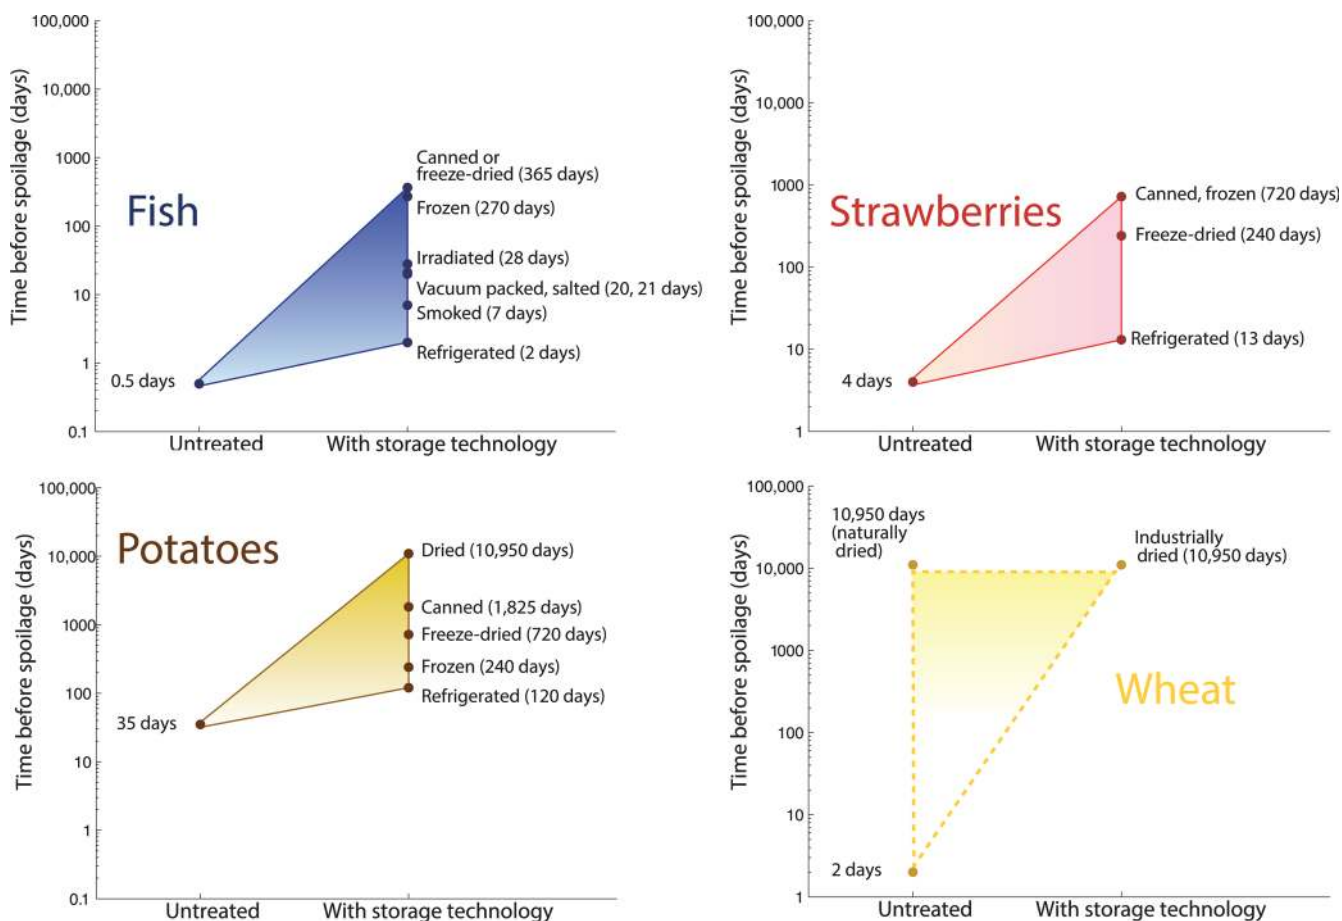 Time before spoilage (days)
100,000
10,000
1000
100
10
1
0.1
Fish
Canned or
freeze-dried (365 days)
Frozen (270 days)
Irradiated (28 days)
Vacuum packed, salted (20, 21 days)
Smoked (7 days)
Refrigerated (2 days)
0.5 days
Untreated
With storage technology
Time before spoilage (days)
100,000
10,000
1000
100
10
1
Strawberries
Canned, frozen (720 days)
Freeze-dried (240 days)
Refrigerated (13 days)
4 days
Untreated
With storage technology
Time before spoilage (days)
100,000
10,000
1000
100
10
1
0.1
Potatoes
Dried (10,950 days)
Canned (1,825 days)
Freeze-dried (720 days)
Frozen (240 days)
Refrigerated (120 days)
35 days
Untreated
With storage technology
Time before spoilage (days)
100,000
10,000
1000
100
10
1
10,950 days
(naturally
dried)
Industrially
dried (10,950 days)
Wheat
2 days
Untreated
With storage technology